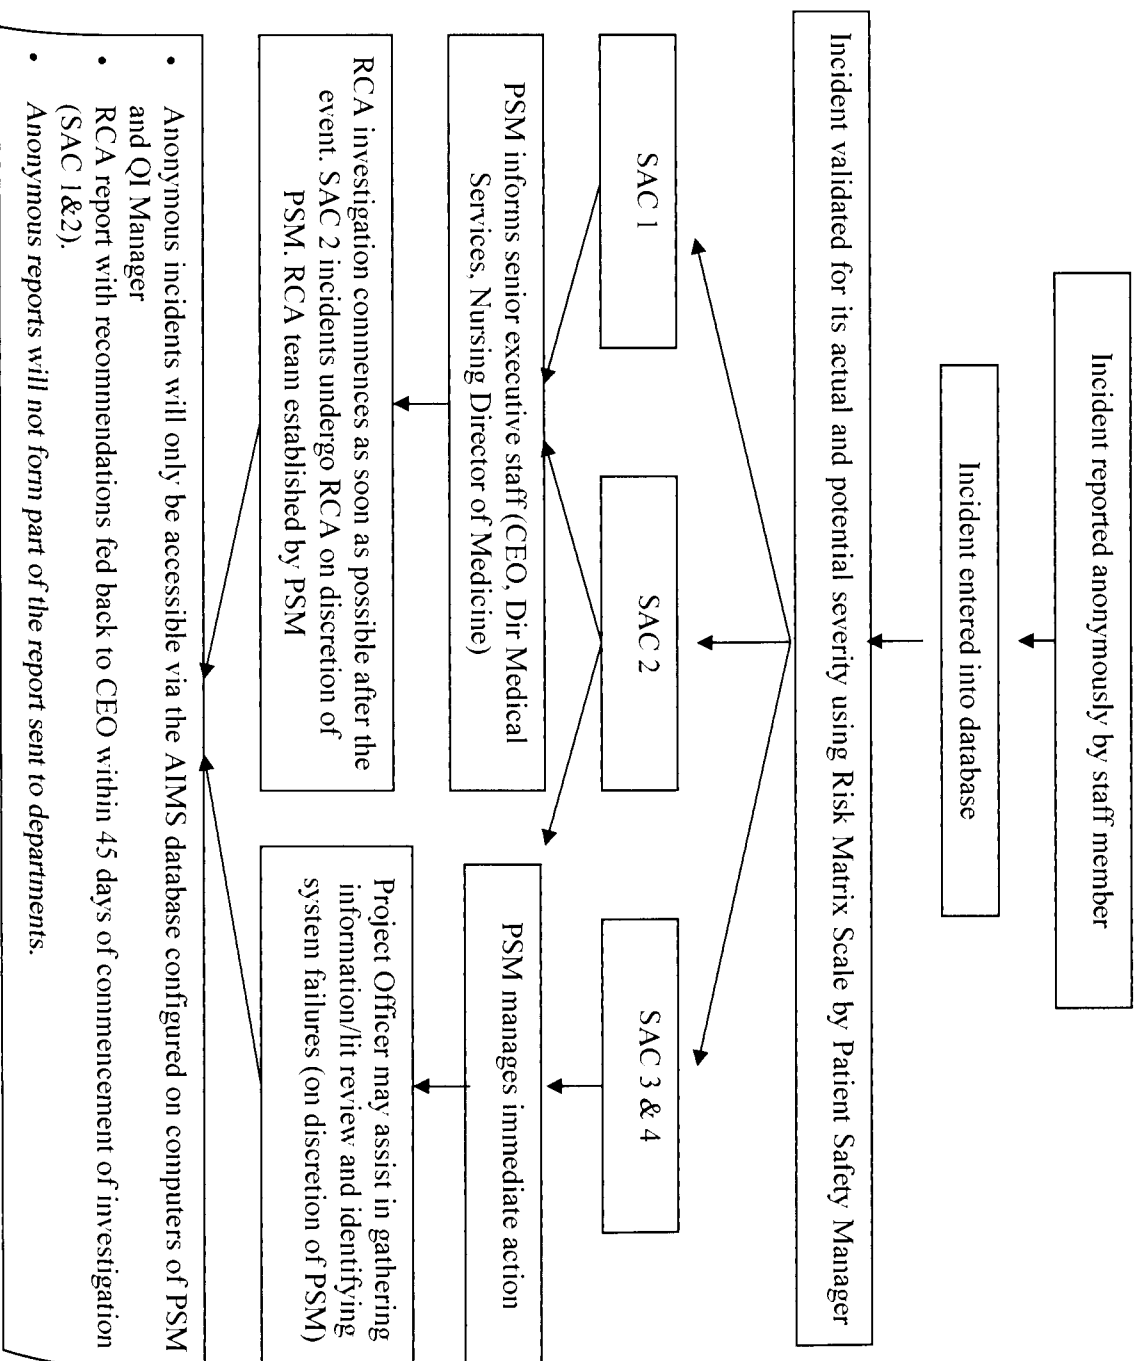 Incident reported anonymously by staff member
Incident entered into database
Incident validated for its actual and potential severity using Risk Matrix Scale by Patient Safety Manager
SAC 1
SAC 2
SAC 3 & 4
PSM informs senior executive staff (CEO, Dir Medical
Services, Nursing Director of Medicine)
PSM manages immediate action
RCA investigation commences as soon as possible after the
event. SAC 2 incidents undergo RCA on discretion of
PSM. RCA team established by PSM
Project Officer may assist in gathering
information/lit review and identifying
system failures (on discretion of PSM)
• Anonymous incidents will only be accessible via the AIMS database configured on computers of PSM
and QI Manager
• RCA report with recommendations fed back to CEO within 45 days of commencement of investigation
(SAC 1&2).
• Anonymous reports will not form part of the report sent to departments.